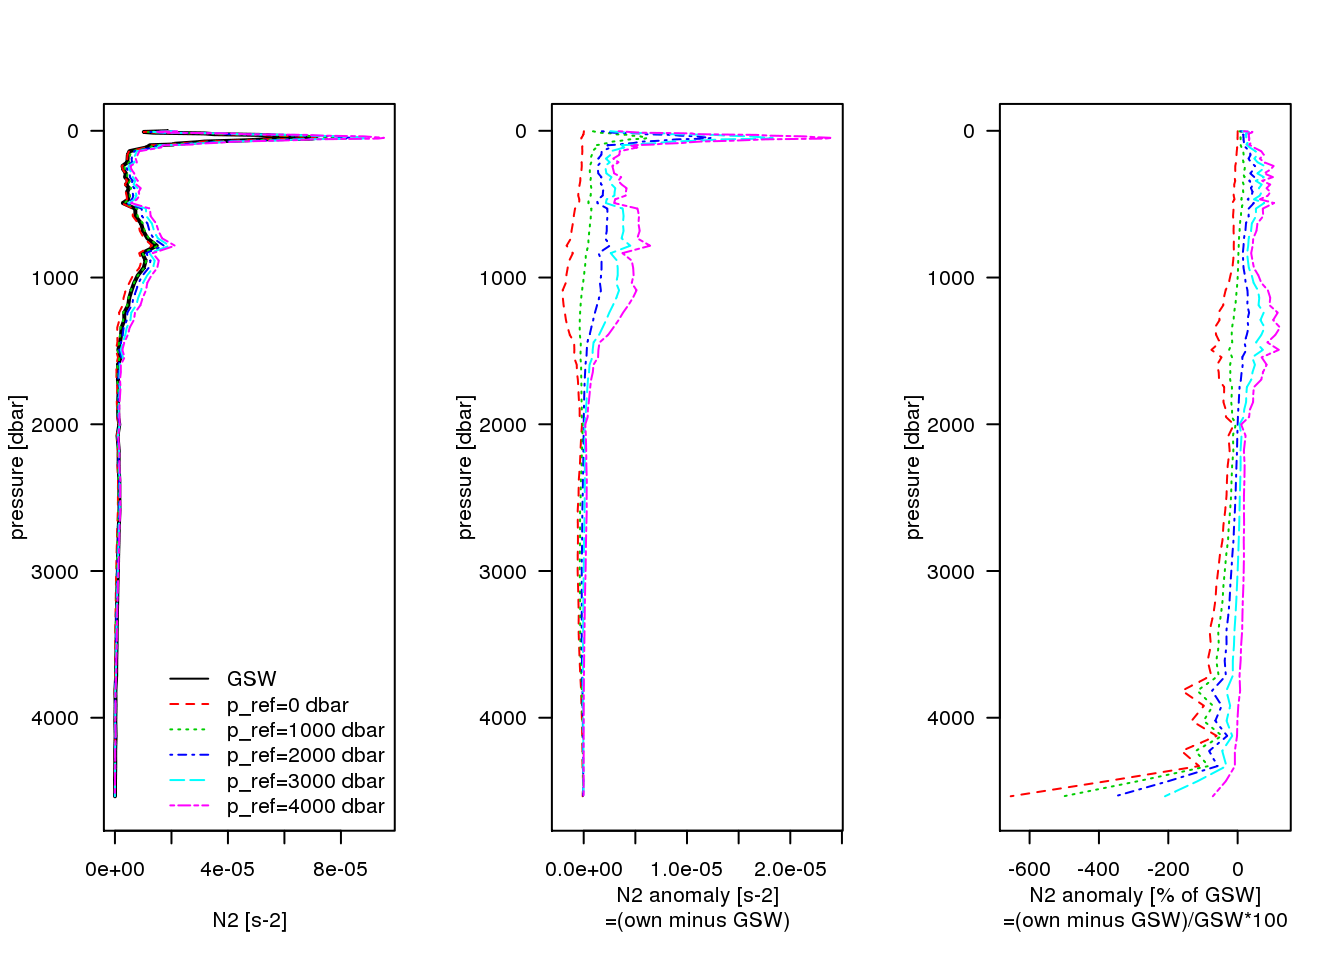 0
1000
2000
3000
4000
pressure [dbar]
GSW
p_ref=0 dbar
p_ref=1000 dbar
p_ref=2000 dbar
p_ref=3000 dbar
p_ref=4000 dbar
0e+00 4e-05 8e-05
N2 [s-2]
0
1000
2000
3000
4000
pressure [dbar]
0.0e+00 1.0e-05 2.0e-05
N2 anomaly [s-2]
=(own minus GSW)
0
1000
2000
3000
4000
pressure [dbar]
-600 -400 -200 0
N2 anomaly [% of GSW]
=(own minus GSW)/GSW*100